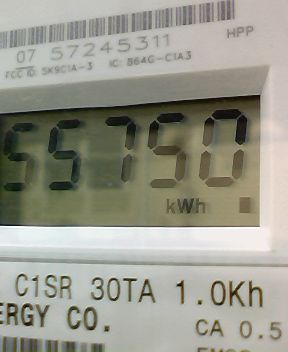 HPP
07 57245311
FCC ID: SK9C1A-3 IC: 864G-C1A3
55750
kWh
C1SR 30TA 1.0Kh
ERGY CO.
CA 0.5